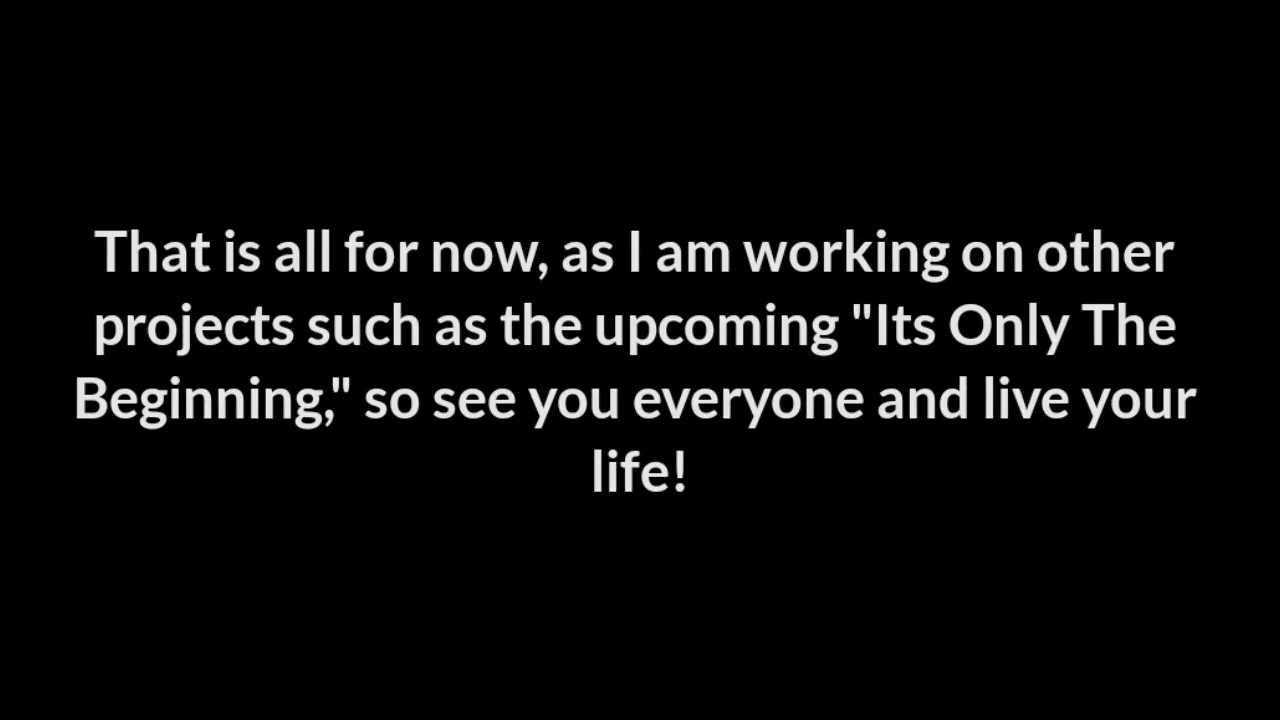 That is all for now, as I am working on other
projects such as the upcoming "Its Only The
Beginning," so see you everyone and live your
life!